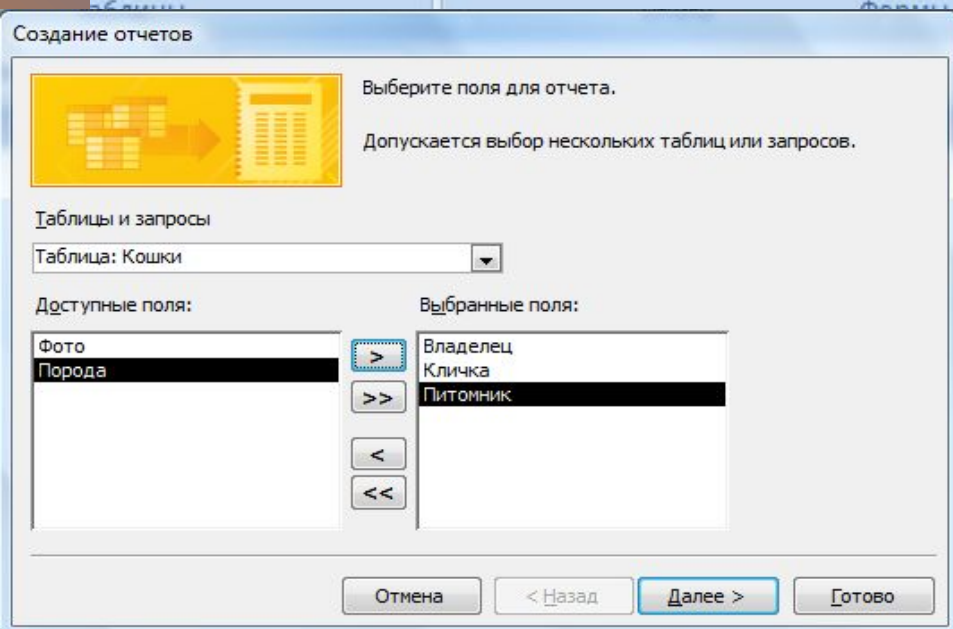 Создание отчетов
Выберите поля для отчета.
Допускается выбор нескольких таблиц или запросов.
Таблицы и запросы
Таблица: Кошки
Доступные поля:
Выбранные поля:
Фото
Порода
>
>>
<
<<
Владелец
Кличка
Питомник
Отмена
< Назад
Далее >
Готово